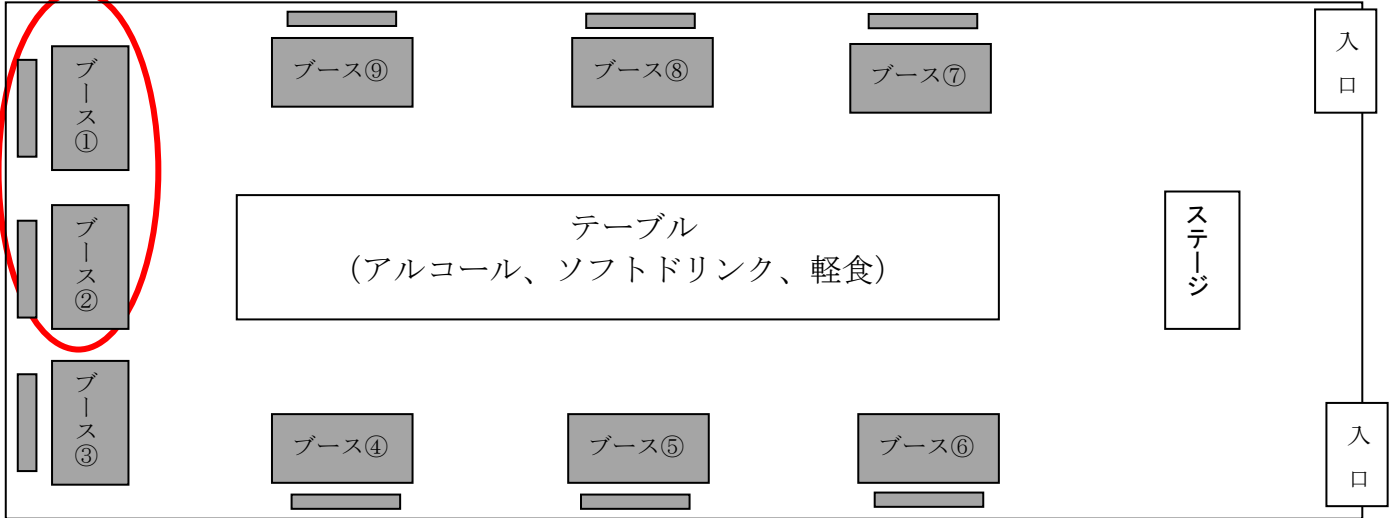 ブース⑨
ブース⑧
ブース⑦
入口
ブース①
ブース②
テーブル
（アルコール、ソフトドリンク、軽食）
ステージ
ブース③
ブース④
ブース⑤
ブース⑥
入口